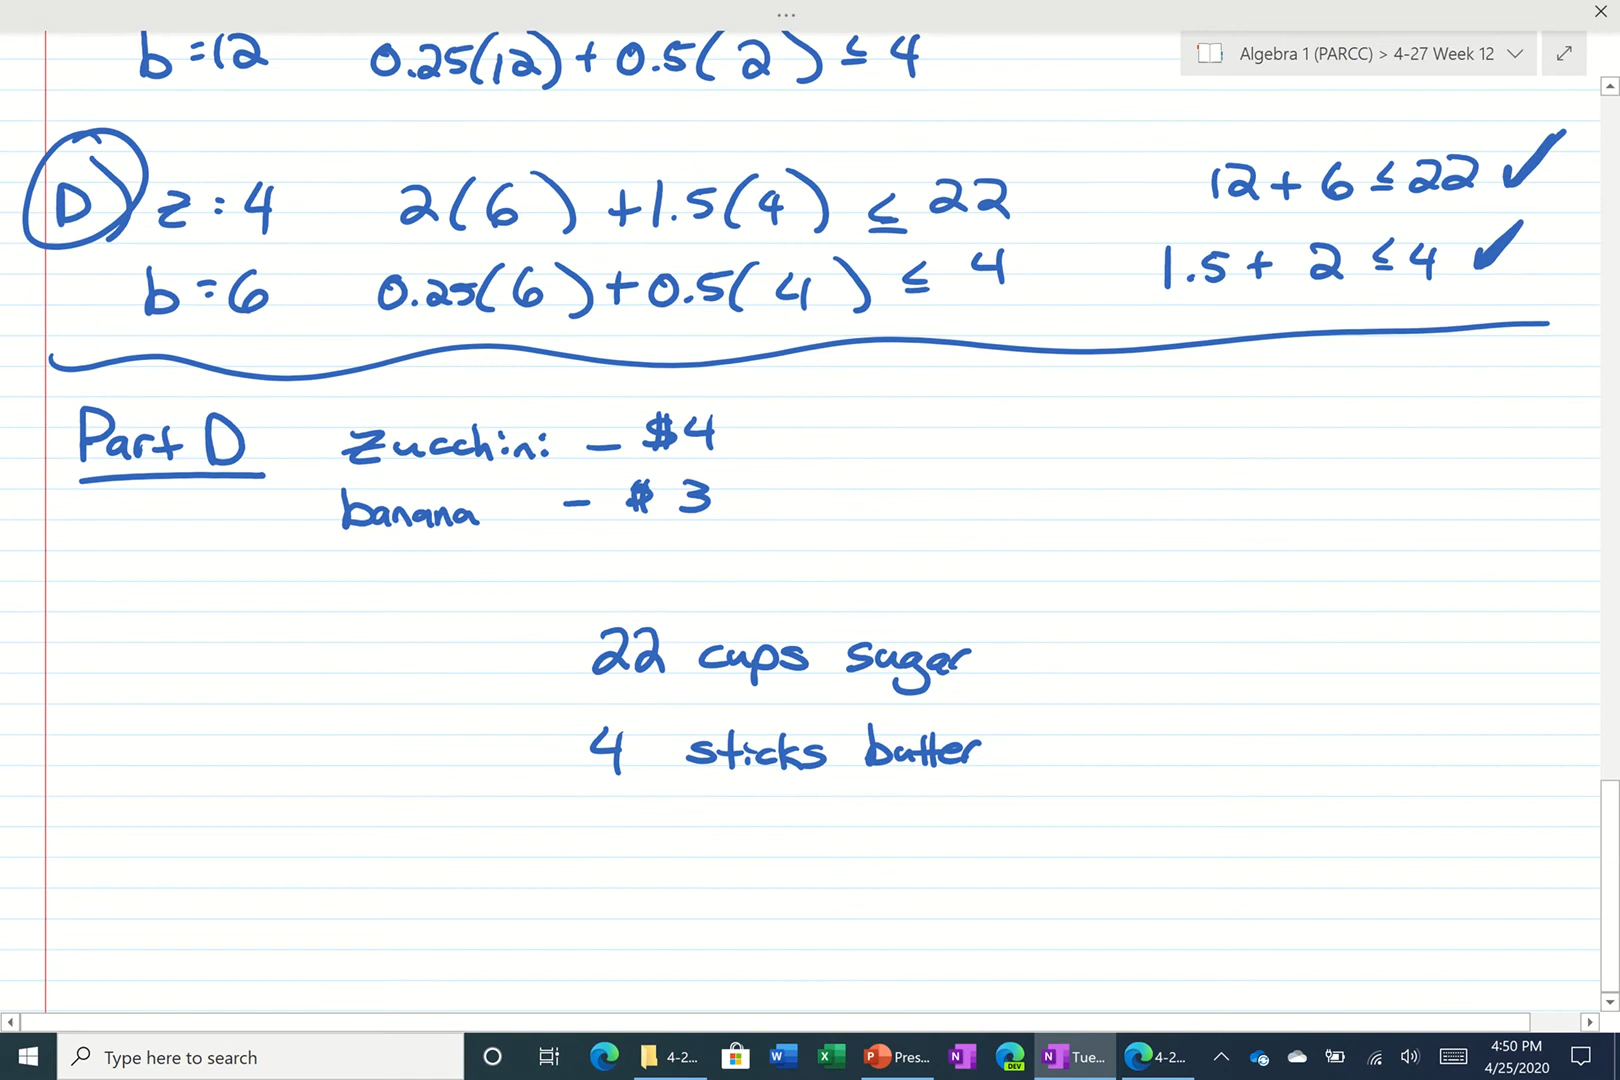 Algebra 1 (PARCC) > 4-27 Week 12
b = 12 0.25(12) + 0.5( 2 ) ≤ 4
D) z = 4 2( 6 ) + 1.5( 4 ) ≤ 22 12 + 6 ≤ 22 ✓
b = 6 0.25( 6 ) + 0.5( 4 ) ≤ 4 1.5 + 2 ≤ 4 ✓
Part D zucchini - $4
banana - $ 3
22 cups sugar
4 sticks butter
Type here to search
4-2...
Pres...
DEV
Tue...
4-2...
4:50 PM
4/25/2020